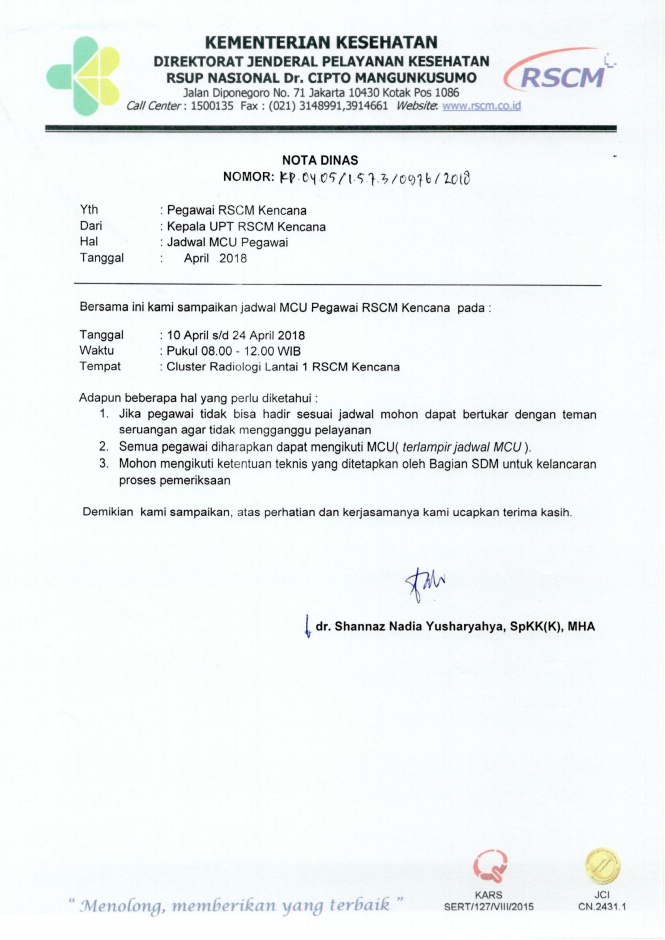 KEMENTERIAN KESEHATAN
DIREKTORAT JENDERAL PELAYANAN KESEHATAN
RSUP NASIONAL Dr. CIPTO MANGUNKUSUMO
Jalan Diponegoro No. 71 Jakarta 10430 Kotak Pos 1086
Call Center : 1500135 Fax : (021) 3148991,3914661 Website: www.rscm.co.id
RSCM
NOTA DINAS
NOMOR: KP.04.05/1.5.7.3/0976/2018
Yth : Pegawai RSCM Kencana
Dari : Kepala UPT RSCM Kencana
Hal : Jadwal MCU Pegawai
Tanggal : April 2018
Bersama ini kami sampaikan jadwal MCU Pegawai RSCM Kencana pada :
Tanggal : 10 April s/d 24 April 2018
Waktu : Pukul 08.00 - 12.00 WIB
Tempat : Cluster Radiologi Lantai 1 RSCM Kencana
Adapun beberapa hal yang perlu diketahui :
1. Jika pegawai tidak bisa hadir sesuai jadwal mohon dapat bertukar dengan teman
seruangan agar tidak mengganggu pelayanan
2. Semua pegawai diharapkan dapat mengikuti MCU( terlampir jadwal MCU ).
3. Mohon mengikuti ketentuan teknis yang ditetapkan oleh Bagian SDM untuk kelancaran
proses pemeriksaan
Demikian kami sampaikan, atas perhatian dan kerjasamanya kami ucapkan terima kasih.
dr. Shannaz Nadia Yusharyahya, SpKK(K), MHA
" Menolong, memberikan yang terbaik "
KARS
SERT/127/VIII/2015
JCI
CN.2431.1